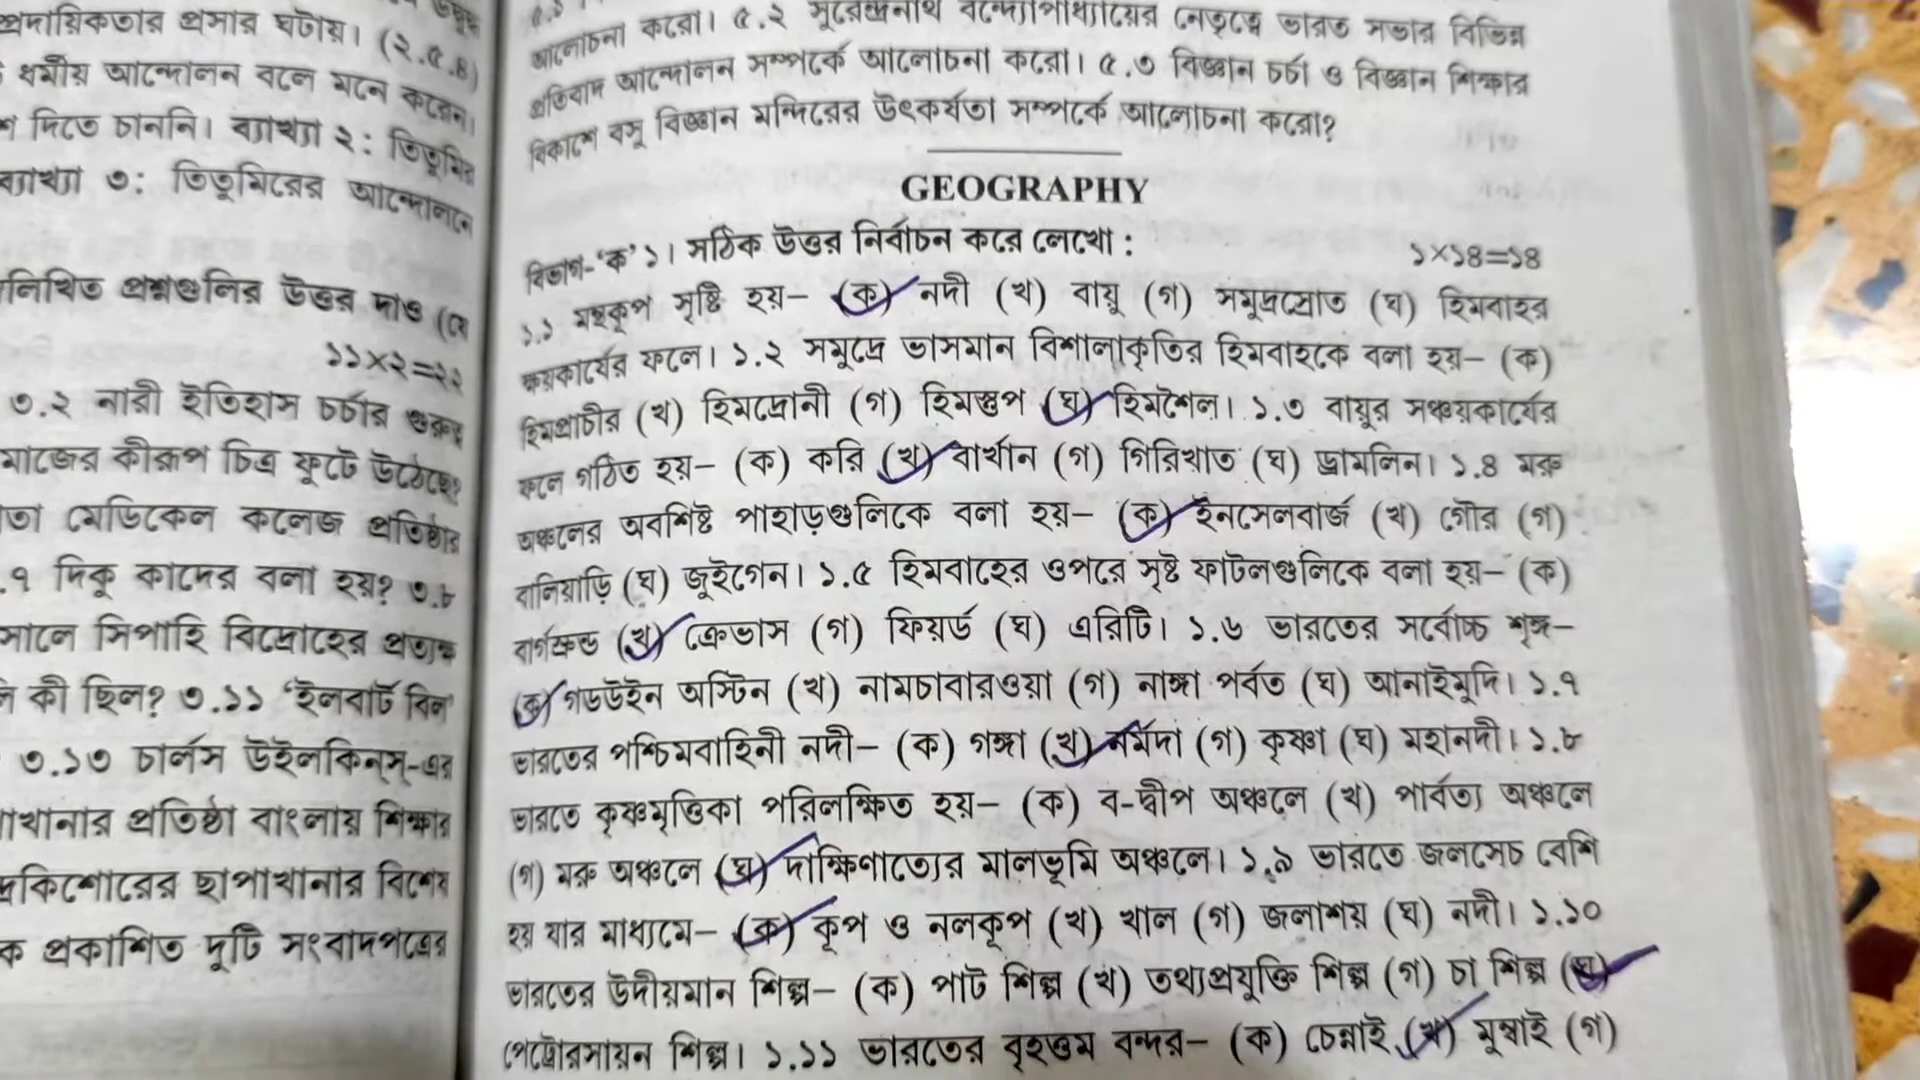 প্রদায়িকতার প্রসার ঘটায়। (২.৫.৪)
ধর্মীয় আন্দোলন বলে মনে করেন।
দিতে চাননি। ব্যাখ্যা ২: তিতুমির
ব্যাখ্যা ৩: তিতুমিরের আন্দোলনে
লিখিত প্রশ্নগুলির উত্তর দাও (যে
১১×২=২২
৩.২ নারী ইতিহাস চর্চার গুরুত্ব
মাজের কীরূপ চিত্র ফুটে উঠেছে?
তা মেডিকেল কলেজ প্রতিষ্ঠার
.৭ দিকু কাদের বলা হয়? ৩.৮
সালে সিপাহি বিদ্রোহের প্রত্যক্ষ
কী ছিল? ৩.১১ 'ইলবার্ট বিল'
৩.১৩ চার্লস উইলকিন্‌স্‌-এর
াখানার প্রতিষ্ঠা বাংলায় শিক্ষার
দ্রকিশোরের ছাপাখানার বিশেষ
ক প্রকাশিত দুটি সংবাদপত্রের
আলোচনা করো। ৫.২ সুরেন্দ্রনাথ বন্দ্যোপাধ্যায়ের নেতৃত্বে ভারত সভার বিভিন্ন
প্রতিবাদ আন্দোলন সম্পর্কে আলোচনা করো। ৫.৩ বিজ্ঞান চর্চা ও বিজ্ঞান শিক্ষার
বিকাশে বসু বিজ্ঞান মন্দিরের উৎকর্ষতা সম্পর্কে আলোচনা করো?
GEOGRAPHY
বিভাগ-'ক' ১। সঠিক উত্তর নির্বাচন করে লেখো : ১×১৪=১৪
১.১ মন্থকূপ সৃষ্টি হয়– (ক) নদী (খ) বায়ু (গ) সমুদ্রস্রোত (ঘ) হিমবাহর
ক্ষয়কার্যের ফলে। ১.২ সমুদ্রে ভাসমান বিশালাকৃতির হিমবাহকে বলা হয়– (ক)
হিমপ্রাচীর (খ) হিমদ্রোনী (গ) হিমস্তুপ (ঘ) হিমশৈল। ১.৩ বায়ুর সঞ্চয়কার্যের
ফলে গঠিত হয়– (ক) করি (খ) বার্খান (গ) গিরিখাত (ঘ) ড্রামলিন। ১.৪ মরু
অঞ্চলের অবশিষ্ট পাহাড়গুলিকে বলা হয়– (ক) ইনসেলবার্জ (খ) গৌর (গ)
বালিয়াড়ি (ঘ) জুইগেন। ১.৫ হিমবাহের ওপরে সৃষ্ট ফাটলগুলিকে বলা হয়– (ক)
বার্গস্রুন্ড (খ) ক্রেভাস (গ) ফিয়র্ড (ঘ) এরিটি। ১.৬ ভারতের সর্বোচ্চ শৃঙ্গ–
(ক) গডউইন অস্টিন (খ) নামচাবারওয়া (গ) নাঙ্গা পর্বত (ঘ) আনাইমুদি। ১.৭
ভারতের পশ্চিমবাহিনী নদী– (ক) গঙ্গা (খ) নর্মদা (গ) কৃষ্ণা (ঘ) মহানদী। ১.৮
ভারতে কৃষ্ণমৃত্তিকা পরিলক্ষিত হয়– (ক) ব-দ্বীপ অঞ্চলে (খ) পার্বত্য অঞ্চলে
(গ) মরু অঞ্চলে (ঘ) দাক্ষিণাত্যের মালভূমি অঞ্চলে। ১.৯ ভারতে জলসেচ বেশি
হয় যার মাধ্যমে– (ক) কূপ ও নলকূপ (খ) খাল (গ) জলাশয় (ঘ) নদী। ১.১০
ভারতের উদীয়মান শিল্প– (ক) পাট শিল্প (খ) তথ্যপ্রযুক্তি শিল্প (গ) চা শিল্প (ঘ)
পেট্রোরসায়ন শিল্প। ১.১১ ভারতের বৃহত্তম বন্দর– (ক) চেন্নাই (খ) মুম্বাই (গ)